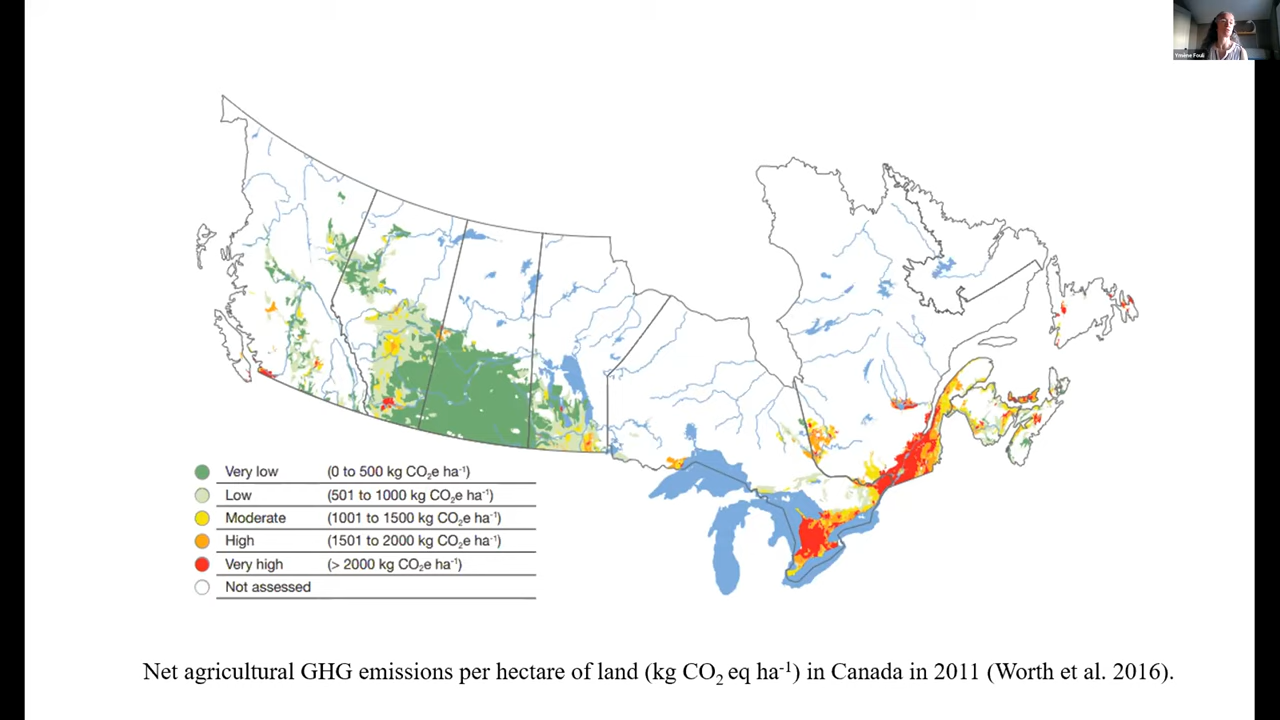 Ymène Fouli
Very low (0 to 500 kg CO₂e ha⁻¹)
Low (501 to 1000 kg CO₂e ha⁻¹)
Moderate (1001 to 1500 kg CO₂e ha⁻¹)
High (1501 to 2000 kg CO₂e ha⁻¹)
Very high (> 2000 kg CO₂e ha⁻¹)
Not assessed
Net agricultural GHG emissions per hectare of land (kg CO₂ eq ha⁻¹) in Canada in 2011 (Worth et al. 2016).